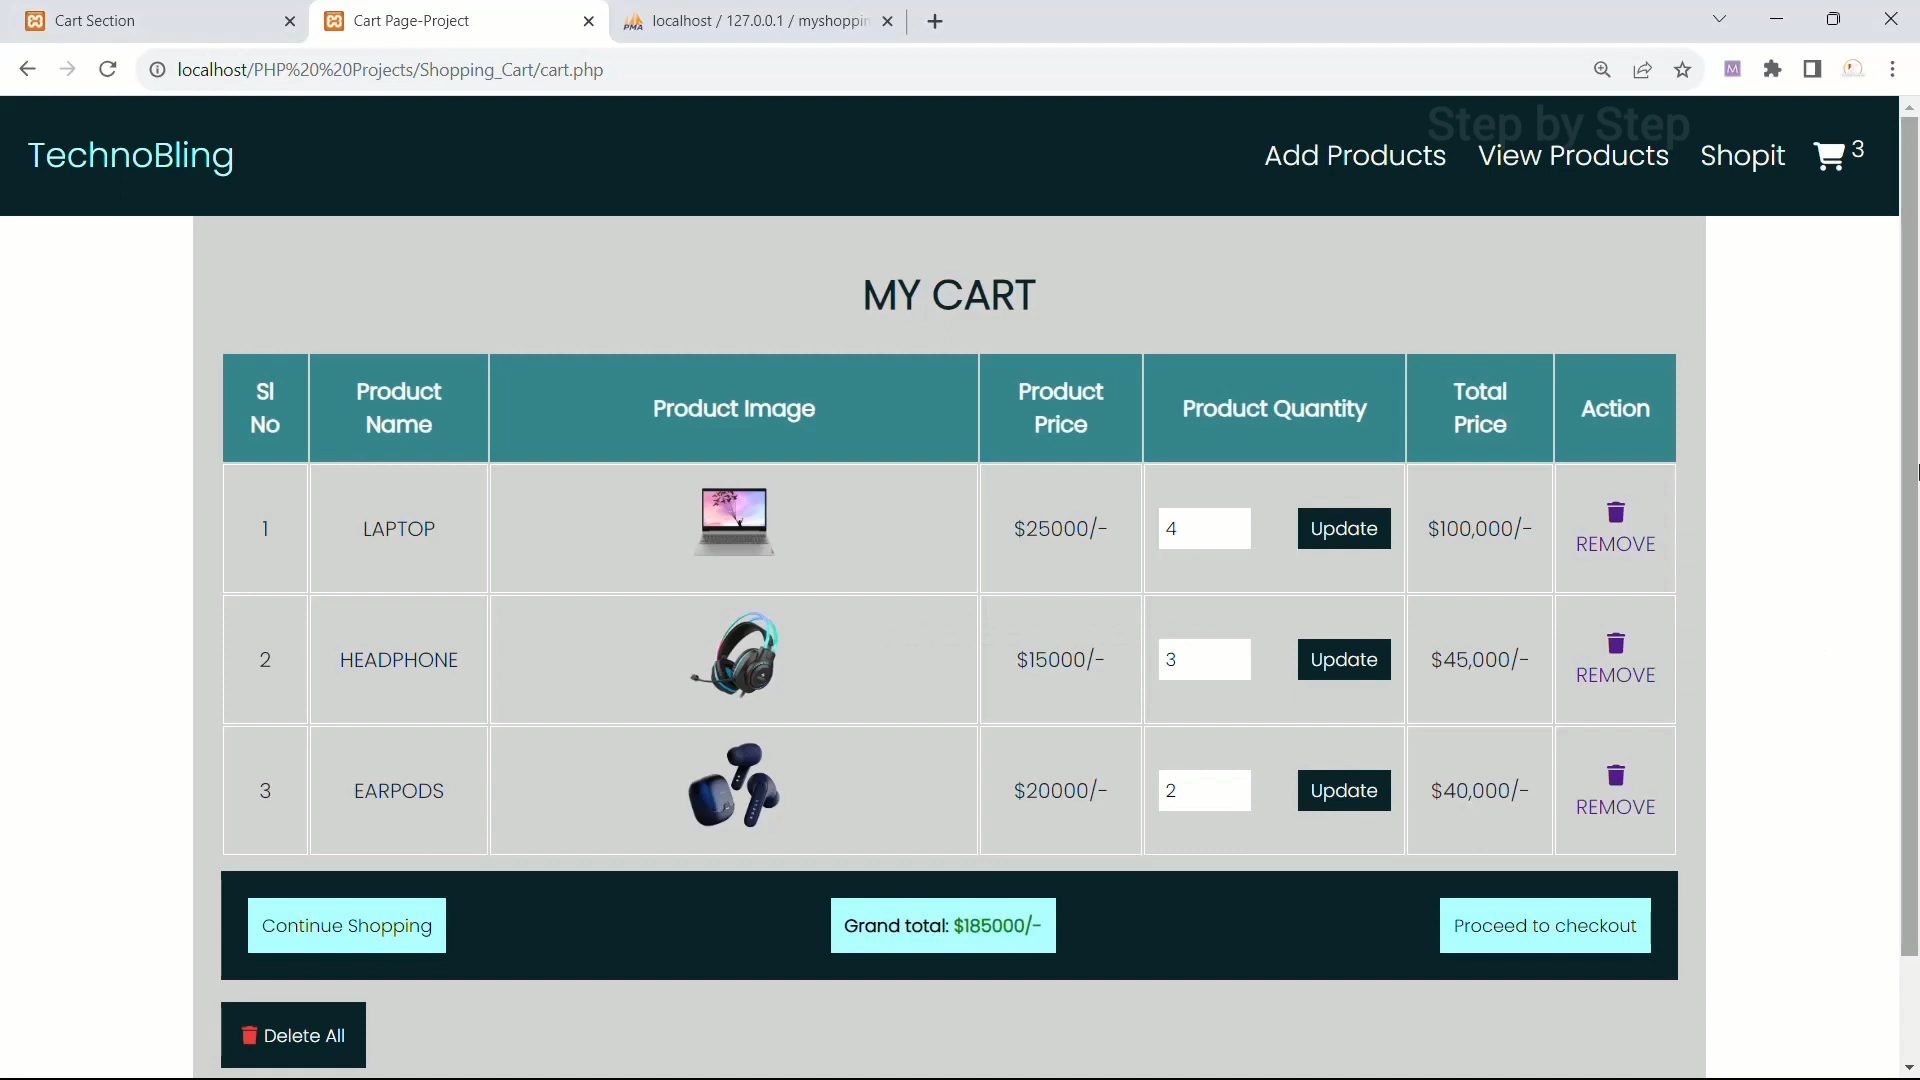 Cart Section
Cart Page-Project
localhost / 127.0.0.1 / myshoppin
localhost/PHP%20%20Projects/Shopping_Cart/cart.php
Step by Step
TechnoBling
Add Products View Products Shopit 3
MY CART
Sl No Product Name Product Image Product Price Product Quantity Total Price Action
1 LAPTOP $25000/- 4 Update $100,000/- REMOVE
2 HEADPHONE $15000/- 3 Update $45,000/- REMOVE
3 EARPODS $20000/- 2 Update $40,000/- REMOVE
Continue Shopping Grand total: $185000/- Proceed to checkout
Delete All